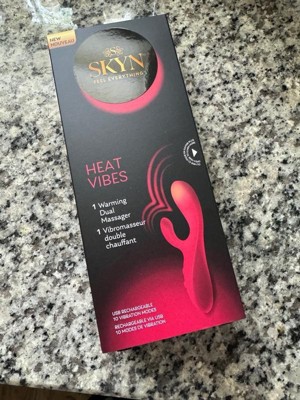 NEW
NOUVEAU
SKYN
FEEL EVERYTHING
HEAT
VIBES
1 Warming
Dual
Massager
1 Vibromasseur
double
chauffant
USB RECHARGEABLE
10 VIBRATION MODES
RECHARGEABLE VIA USB
10 MODES DE VIBRATION